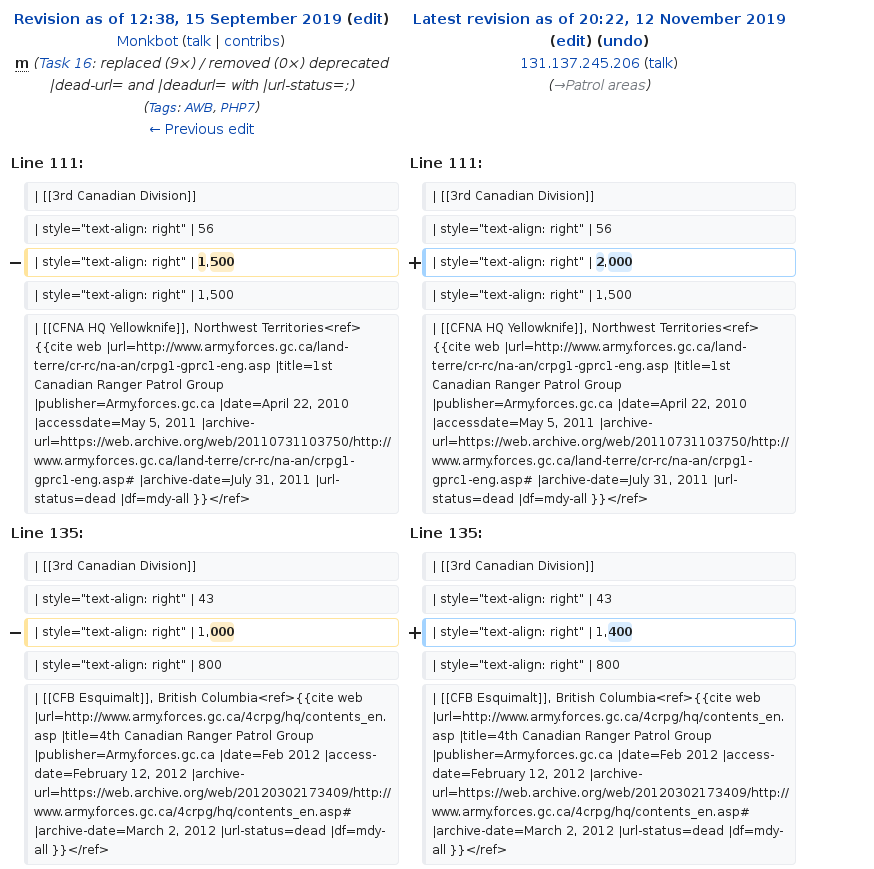 Revision as of 12:38, 15 September 2019 (edit)
Monkbot (talk | contribs)
m (Task 16: replaced (9×) / removed (0×) deprecated
|dead-url= and |deadurl= with |url-status=;)
(Tags: AWB, PHP7)
← Previous edit
Latest revision as of 20:22, 12 November 2019
(edit) (undo)
131.137.245.206 (talk)
(→Patrol areas)
Line 111:
| [[3rd Canadian Division]]
| style="text-align: right" | 56
− | style="text-align: right" | 1,500
| style="text-align: right" | 1,500
| [[CFNA HQ Yellowknife]], Northwest Territories<ref>
{{cite web |url=http://www.army.forces.gc.ca/land-
terre/cr-rc/na-an/crpg1-gprc1-eng.asp |title=1st
Canadian Ranger Patrol Group
|publisher=Army.forces.gc.ca |date=April 22, 2010
|accessdate=May 5, 2011 |archive-
url=https://web.archive.org/web/20110731103750/http://
www.army.forces.gc.ca/land-terre/cr-rc/na-an/crpg1-
gprc1-eng.asp# |archive-date=July 31, 2011 |url-
status=dead |df=mdy-all }}</ref>
Line 111:
| [[3rd Canadian Division]]
| style="text-align: right" | 56
+ | style="text-align: right" | 2,000
| style="text-align: right" | 1,500
| [[CFNA HQ Yellowknife]], Northwest Territories<ref>
{{cite web |url=http://www.army.forces.gc.ca/land-
terre/cr-rc/na-an/crpg1-gprc1-eng.asp |title=1st
Canadian Ranger Patrol Group
|publisher=Army.forces.gc.ca |date=April 22, 2010
|accessdate=May 5, 2011 |archive-
url=https://web.archive.org/web/20110731103750/http://
www.army.forces.gc.ca/land-terre/cr-rc/na-an/crpg1-
gprc1-eng.asp# |archive-date=July 31, 2011 |url-
status=dead |df=mdy-all }}</ref>
Line 135:
| [[3rd Canadian Division]]
| style="text-align: right" | 43
− | style="text-align: right" | 1,000
| style="text-align: right" | 800
| [[CFB Esquimalt]], British Columbia<ref>{{cite web
|url=http://www.army.forces.gc.ca/4crpg/hq/contents_en.
asp |title=4th Canadian Ranger Patrol Group
|publisher=Army.forces.gc.ca |date=Feb 2012 |access-
date=February 12, 2012 |archive-
url=https://web.archive.org/web/20120302173409/http://
www.army.forces.gc.ca/4crpg/hq/contents_en.asp#
|archive-date=March 2, 2012 |url-status=dead |df=mdy-
all }}</ref>
Line 135:
| [[3rd Canadian Division]]
| style="text-align: right" | 43
+ | style="text-align: right" | 1,400
| style="text-align: right" | 800
| [[CFB Esquimalt]], British Columbia<ref>{{cite web
|url=http://www.army.forces.gc.ca/4crpg/hq/contents_en.
asp |title=4th Canadian Ranger Patrol Group
|publisher=Army.forces.gc.ca |date=Feb 2012 |access-
date=February 12, 2012 |archive-
url=https://web.archive.org/web/20120302173409/http://
www.army.forces.gc.ca/4crpg/hq/contents_en.asp#
|archive-date=March 2, 2012 |url-status=dead |df=mdy-
all }}</ref>